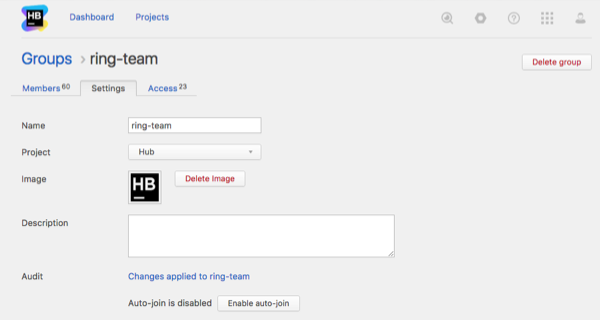 HB Dashboard Projects
Groups › ring-team Delete group
Members 60 Settings Access 23
Name ring-team
Project Hub
Image HB Delete Image
Description
Audit Changes applied to ring-team
Auto-join is disabled Enable auto-join